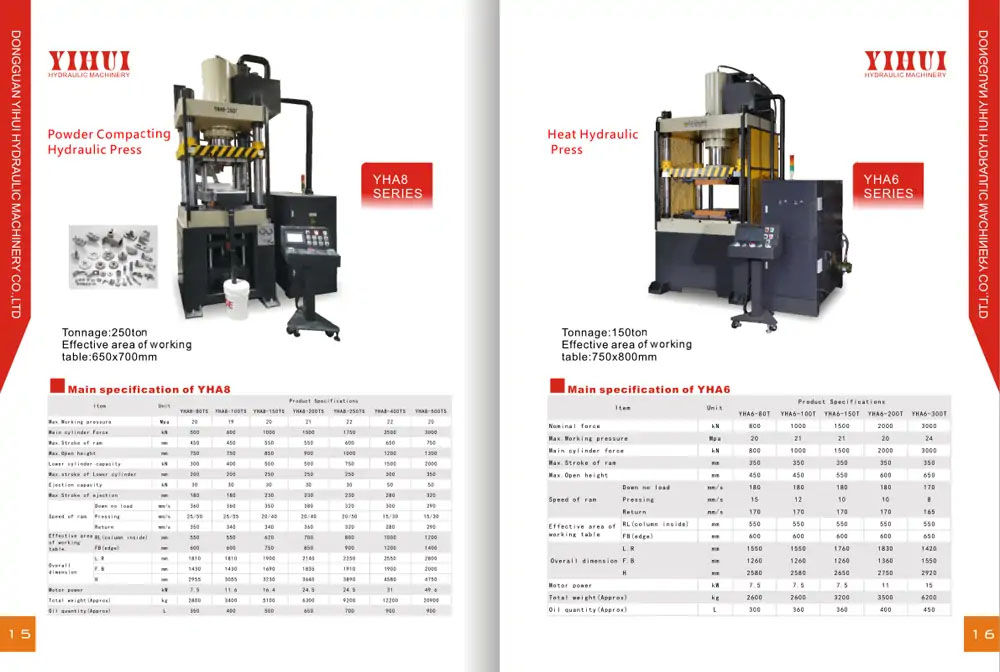 DONGGUAN YIHUI HYDRAULIC MACHINERY CO.,LTD
YIHUI
HYDRAULIC MACHINERY
Powder Compacting
Hydraulic Press
YHA8
SERIES
Tonnage:250ton
Effective area of working
table:650x700mm
Main specification of YHA8
Item Unit Product Specifications
YHA8-80TS YHA8-100TS YHA8-150TS YHA8-200TS YHA8-250TS YHA8-400TS YHA8-500TS
Max.Working pressure Mpa 20 19 20 21 22 22 25
Main cylinder Force kN 500 600 1000 1500 1750 2500 3000
Max.Stroke of ram mm 450 450 550 550 600 650 750
Max.Open height mm 750 750 850 900 1000 1200 1300
Lower cylinder capacity kN 300 400 500 500 750 1500 2000
Max.stroke of Lower cylinder mm 200 200 250 250 250 300 350
Ejection capacity kN 30 30 30 30 30 50 50
Max Stroke of ejection mm 180 180 230 230 230 280 320
Speed of ram Down no load mm/s 360 360 350 380 320 300 290
Pressing mm/s 25/50 25/55 20/40 20/40 20/50 15/30 15/30
Return mm/s 350 340 340 360 320 280 290
Effective area of working table RL(column inside) mm 550 550 620 700 800 1000 1200
FB(edge) mm 600 600 750 850 900 1200 1400
Overall dimension L.R mm 1810 1810 1900 2180 2250 2550 2800
F.B mm 1430 1430 1690 1835 1910 1900 2000
H mm 2955 3055 3230 3640 3890 4580 4750
Motor power kW 7.5 11.6 16.4 24.5 24.5 31 49.6
Total weight(Approx) kg 2800 3400 5100 6300 9200 12200 20900
Oil quantity(Approx) L 350 400 500 650 700 900 900
15
YIHUI
HYDRAULIC MACHINERY
Heat Hydraulic
Press
YHA6
SERIES
Tonnage:150ton
Effective area of working
table:750x800mm
Main specification of YHA6
Item Unit Product Specifications
YHA6-80T YHA6-100T YHA6-150T YHA6-200T YHA6-300T
Nominal force kN 800 1000 1500 2000 3000
Max.Working pressure Mpa 20 21 21 20 24
Main cylinder force kN 800 1000 1500 2000 3000
Max.Stroke of ram mm 350 350 350 350 350
Max.Open height mm 450 450 550 600 650
Speed of ram Down no load mm/s 180 180 180 180 170
Pressing mm/s 15 12 10 10 8
Return mm/s 170 170 170 170 165
Effective area of working table RL(column inside) mm 550 550 550 550 550
FB(edge) mm 600 600 600 600 650
Overall dimension L.R mm 1550 1550 1760 1830 1420
F.B mm 1260 1260 1260 1360 1550
H mm 2580 2580 2650 2750 2920
Motor power kW 7.5 7.5 7.5 11 15
Total weight(Approx) kg 2600 2600 3200 3500 6200
Oil quantity(Approx) L 300 360 360 400 450
DONGGUAN YIHUI HYDRAULIC MACHINERY CO.,LTD
16